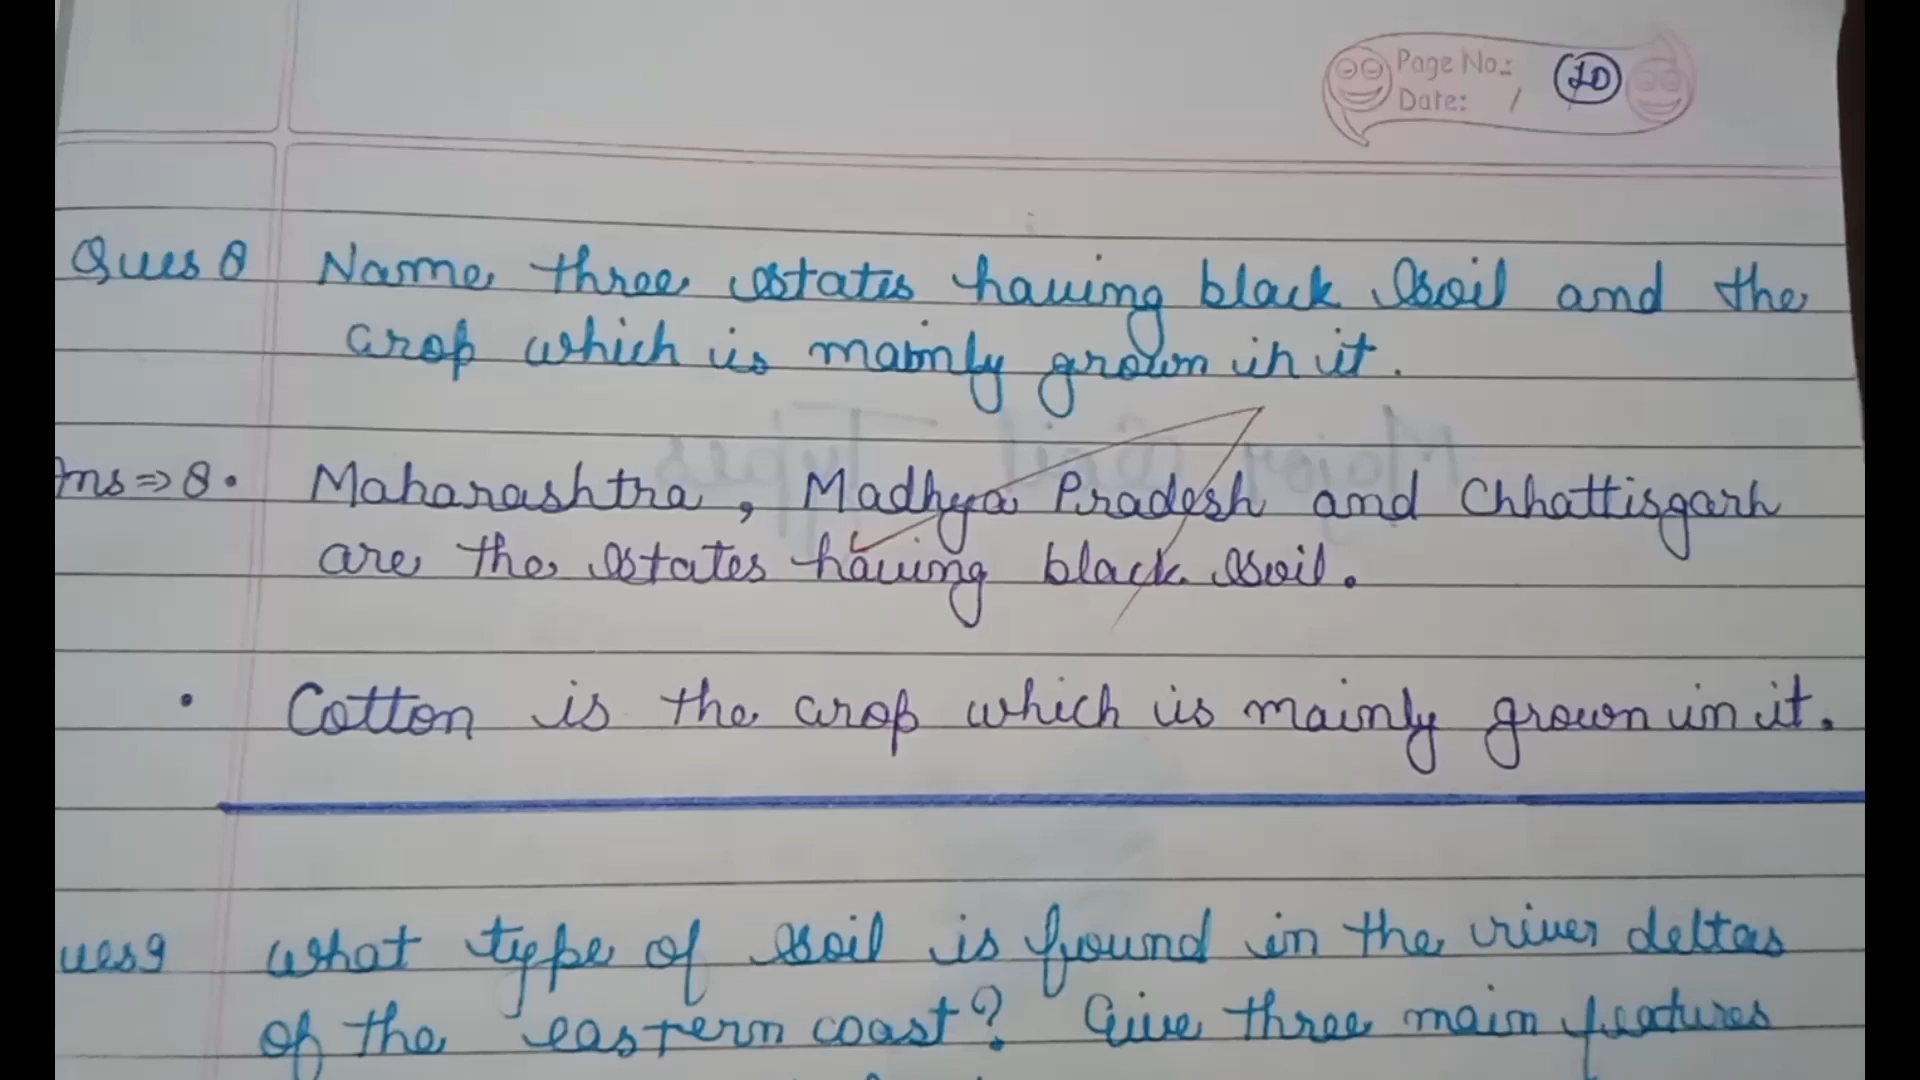 Page No.: 10
Date: /
Ques 8 Name three states having black soil and the
crop which is mainly grown in it.
Ans⇒8. Maharashtra, Madhya Pradesh and Chhattisgarh
are the states having black soil.
• Cotton is the crop which is mainly grown in it.
ues 9 What type of soil is found in the river deltas
of the eastern coast? Give three main features